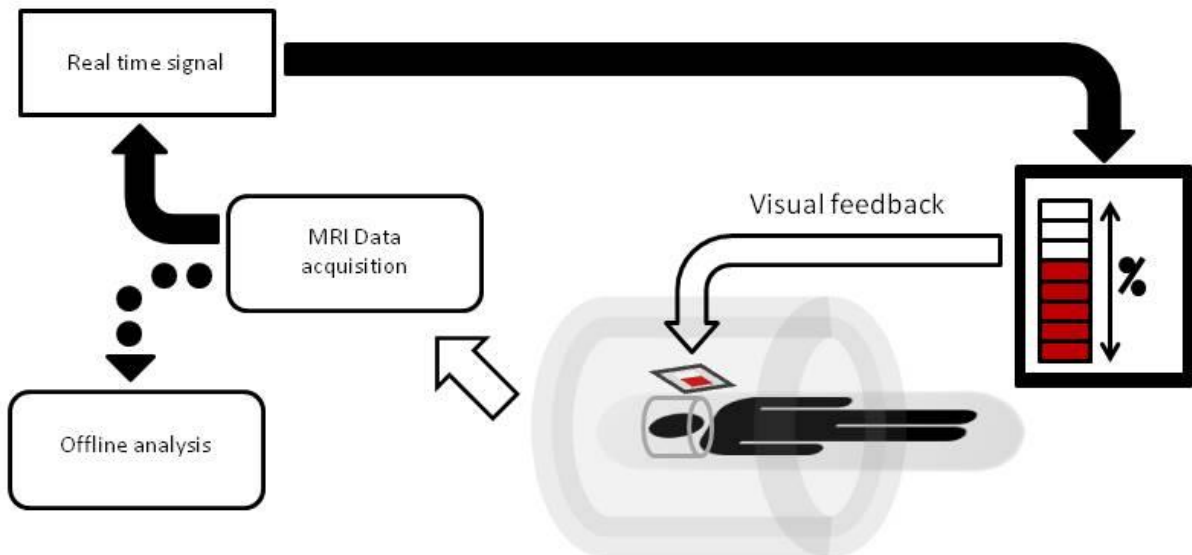 Real time signal
MRI Data
acquisition
Visual feedback
%
Offline analysis